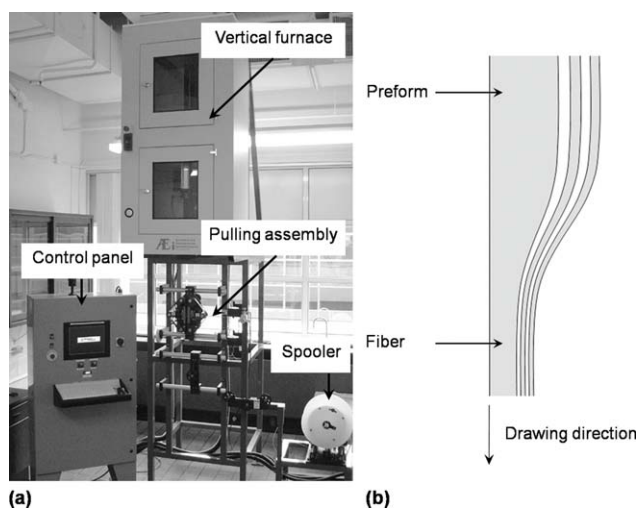 Vertical furnace
Pulling assembly
Control panel
Spooler
(a)
Preform
Fiber
Drawing direction
(b)